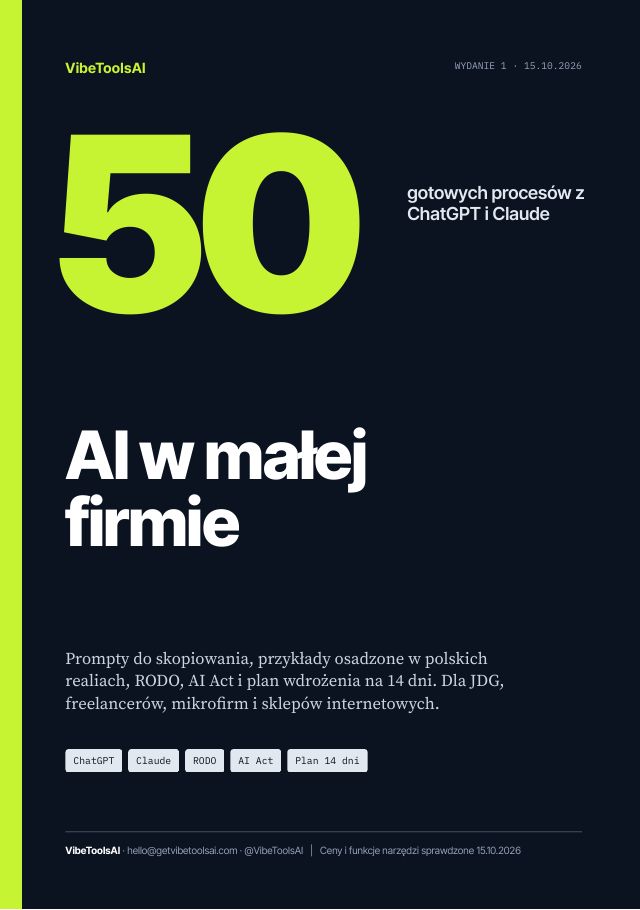 VibeToolsAI
WYDANIE 1 · 15.10.2026
50
gotowych procesów z
ChatGPT i Claude
AI w małej
firmie
Prompty do skopiowania, przykłady osadzone w polskich
realiach, RODO, AI Act i plan wdrożenia na 14 dni. Dla JDG,
freelancerów, mikrofirm i sklepów internetowych.
ChatGPT Claude RODO AI Act Plan 14 dni
VibeToolsAI · hello@getvibetoolsai.com · @VibeToolsAI | Ceny i funkcje narzędzi sprawdzone 15.10.2026